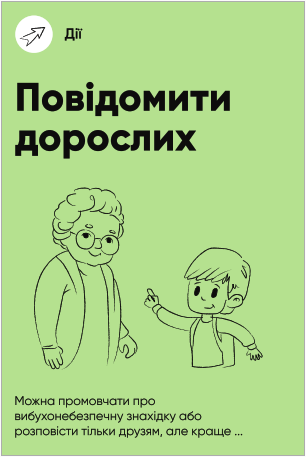 Дії
Повідомити
дорослих
Можна промовчати про
вибухонебезпечну знахідку або
розповісти тільки друзям, але краще ...